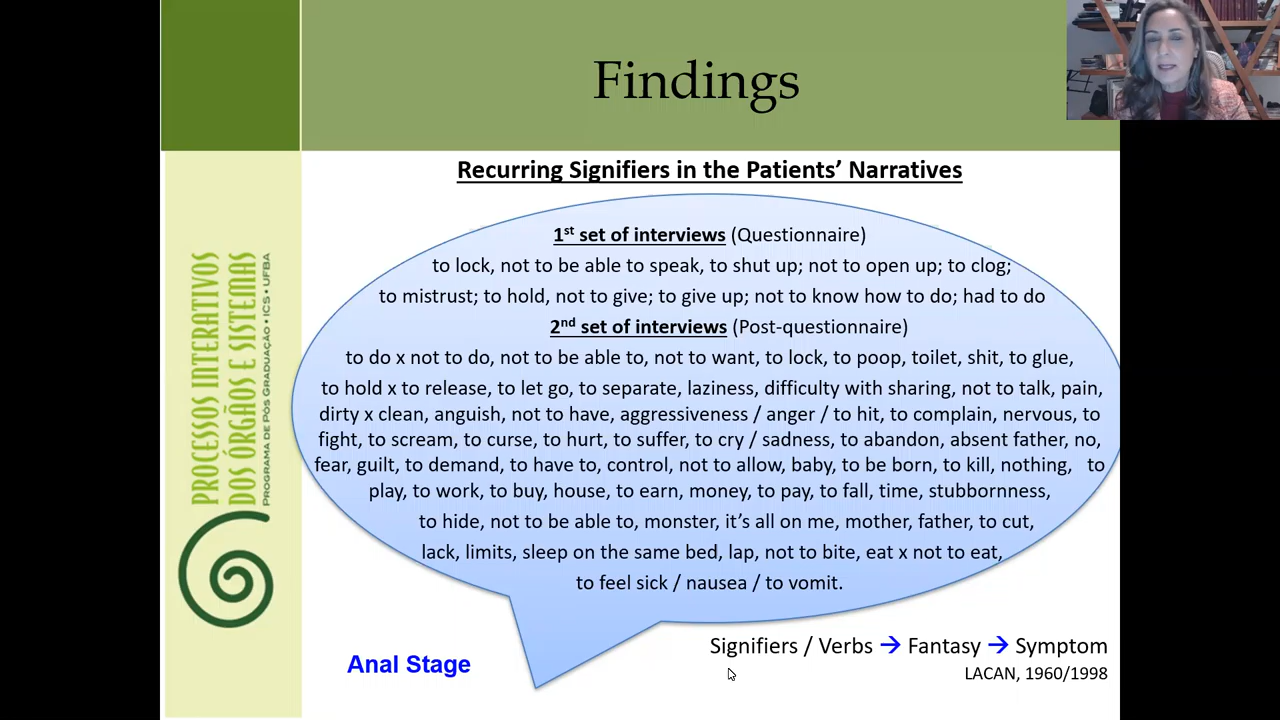 Findings
Recurring Signifiers in the Patients’ Narratives
1st set of interviews (Questionnaire)
to lock, not to be able to speak, to shut up; not to open up; to clog;
to mistrust; to hold, not to give; to give up; not to know how to do; had to do
2nd set of interviews (Post-questionnaire)
to do x not to do, not to be able to, not to want, to lock, to poop, toilet, shit, to glue,
to hold x to release, to let go, to separate, laziness, difficulty with sharing, not to talk, pain,
dirty x clean, anguish, not to have, aggressiveness / anger / to hit, to complain, nervous, to
fight, to scream, to curse, to hurt, to suffer, to cry / sadness, to abandon, absent father, no,
fear, guilt, to demand, to have to, control, not to allow, baby, to be born, to kill, nothing, to
play, to work, to buy, house, to earn, money, to pay, to fall, time, stubbornness,
to hide, not to be able to, monster, it’s all on me, mother, father, to cut,
lack, limits, sleep on the same bed, lap, not to bite, eat x not to eat,
to feel sick / nausea / to vomit.
Anal Stage
Signifiers / Verbs → Fantasy → Symptom
LACAN, 1960/1998
PROCESSOS INTERATIVOS
DOS ÓRGÃOS E SISTEMAS
PROGRAMA DE PÓS GRADUAÇÃO • ICS • UFBA